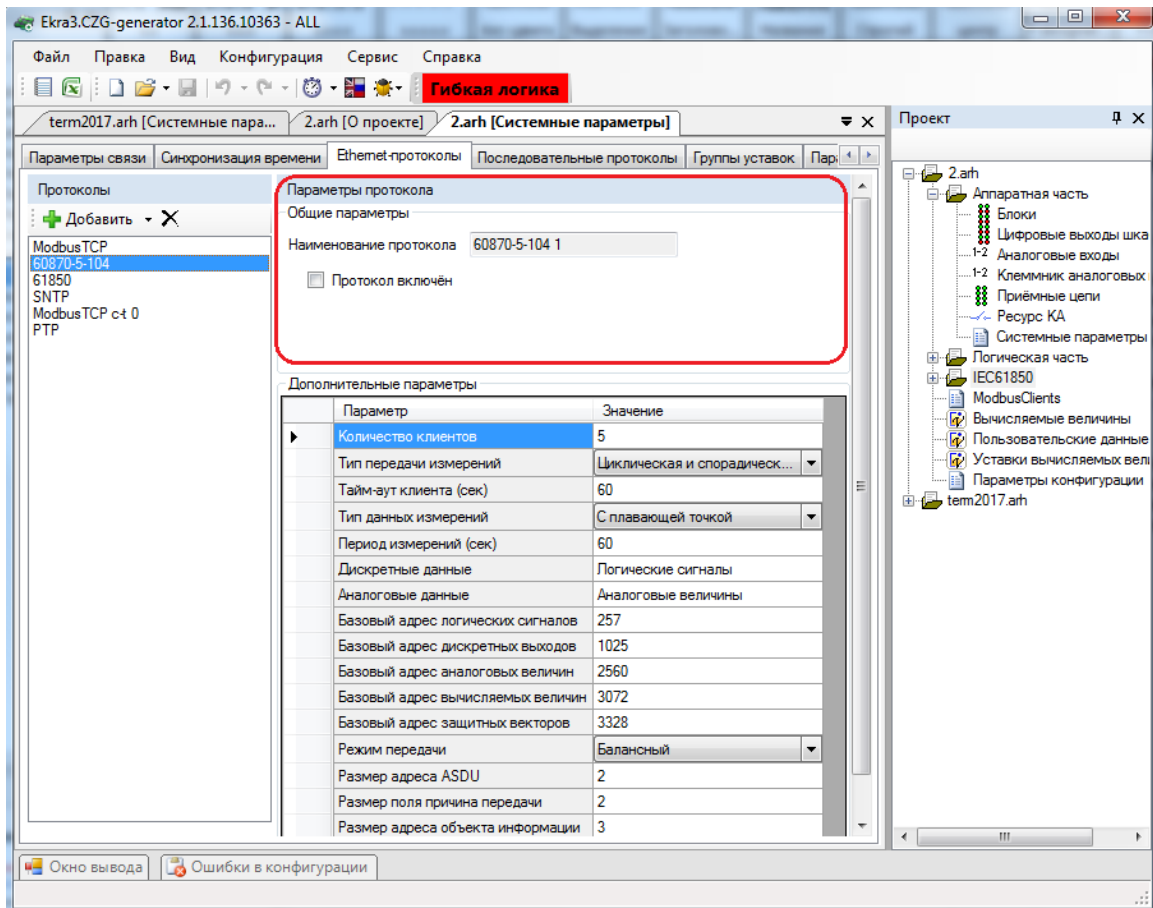 Ekra3.CZG-generator 2.1.136.10363 - ALL
Файл Правка Вид Конфигурация Сервис Справка
Гибкая логика
term2017.arh [Системные пара... 2.arh [О проекте] 2.arh [Системные параметры]
Параметры связи Синхронизация времени Ethernet-протоколы Последовательные протоколы Группы уставок Пар
Протоколы
Добавить
ModbusTCP
60870-5-104
61850
SNTP
ModbusTCP c-t 0
PTP
Параметры протокола
Общие параметры
Наименование протокола 60870-5-104 1
Протокол включён
Дополнительные параметры
Параметр Значение
Количество клиентов 5
Тип передачи измерений Циклическая и спорадическ...
Тайм-аут клиента (сек) 60
Тип данных измерений С плавающей точкой
Период измерений (сек) 60
Дискретные данные Логические сигналы
Аналоговые данные Аналоговые величины
Базовый адрес логических сигналов 257
Базовый адрес дискретных выходов 1025
Базовый адрес аналоговых величин 2560
Базовый адрес вычисляемых величин 3072
Базовый адрес защитных векторов 3328
Режим передачи Балансный
Размер адреса ASDU 2
Размер поля причина передачи 2
Размер адреса объекта информации 3
Проект
2.arh
Аппаратная часть
Блоки
Цифровые выходы шка
1-2 Аналоговые входы
1-2 Клеммник аналоговых
Приёмные цепи
Ресурс КА
Системные параметры
Логическая часть
IEC61850
ModbusClients
Вычисляемые величины
Пользовательские данные
Уставки вычисляемых вели
Параметры конфигурации
term2017.arh
Окно вывода Ошибки в конфигурации